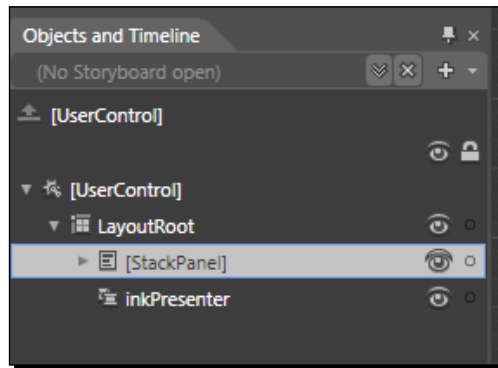 Objects and Timeline
(No Storyboard open)
[UserControl]
[UserControl]
LayoutRoot
[StackPanel]
inkPresenter